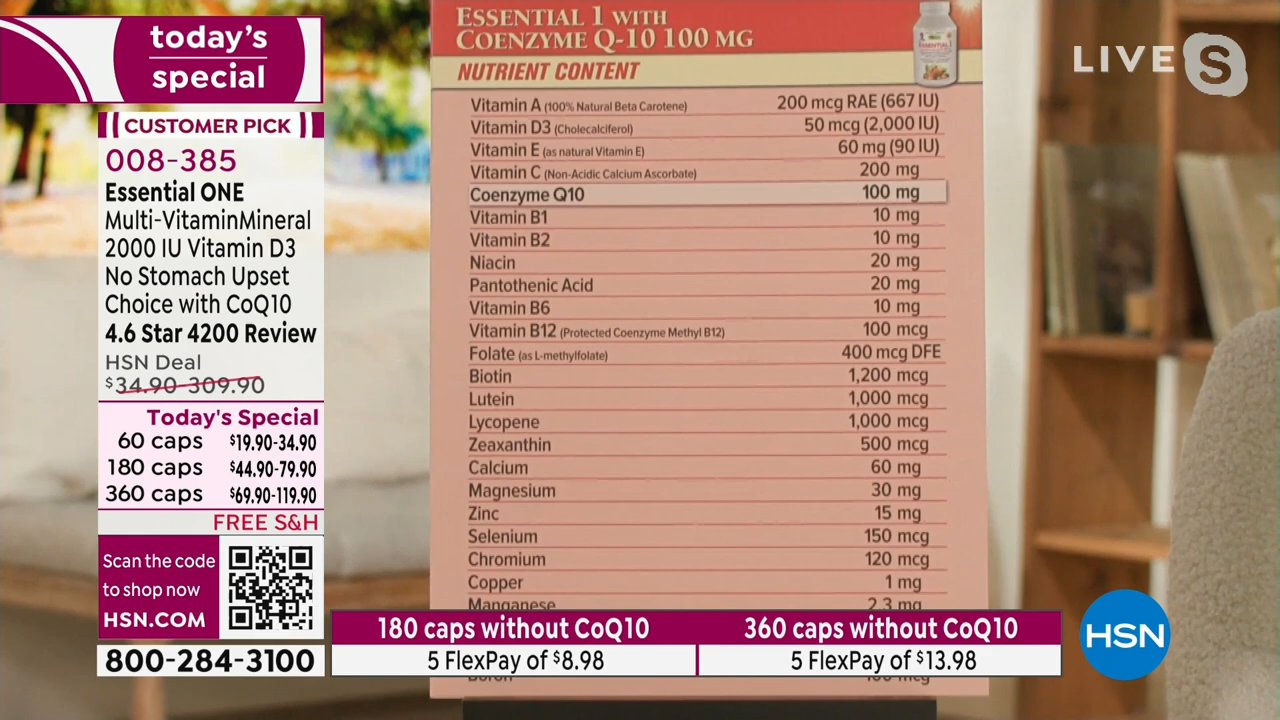 today's
special
CUSTOMER PICK
008-385
Essential ONE
Multi-VitaminMineral
2000 IU Vitamin D3
No Stomach Upset
Choice with CoQ10
4.6 Star 4200 Review
HSN Deal
$34.90-309.90
Today's Special
60 caps $19.90-34.90
180 caps $44.90-79.90
360 caps $69.90-119.90
FREE S&H
Scan the code
to shop now
HSN.COM
800-284-3100
ESSENTIAL 1 WITH
COENZYME Q-10 100 MG
NUTRIENT CONTENT
Vitamin A (100% Natural Beta Carotene) 200 mcg RAE (667 IU)
Vitamin D3 (Cholecalciferol) 50 mcg (2,000 IU)
Vitamin E (as natural Vitamin E) 60 mg (90 IU)
Vitamin C (Non-Acidic Calcium Ascorbate) 200 mg
Coenzyme Q10 100 mg
Vitamin B1 10 mg
Vitamin B2 10 mg
Niacin 20 mg
Pantothenic Acid 20 mg
Vitamin B6 10 mg
Vitamin B12 (Protected Coenzyme Methyl B12) 100 mcg
Folate (as L-methylfolate) 400 mcg DFE
Biotin 1,200 mcg
Lutein 1,000 mcg
Lycopene 1,000 mcg
Zeaxanthin 500 mcg
Calcium 60 mg
Magnesium 30 mg
Zinc 15 mg
Selenium 150 mcg
Chromium 120 mcg
Copper 1 mg
Manganese 2.3 mg
180 caps without CoQ10
5 FlexPay of $8.98
360 caps without CoQ10
5 FlexPay of $13.98
Boron
LIVE S
HSN